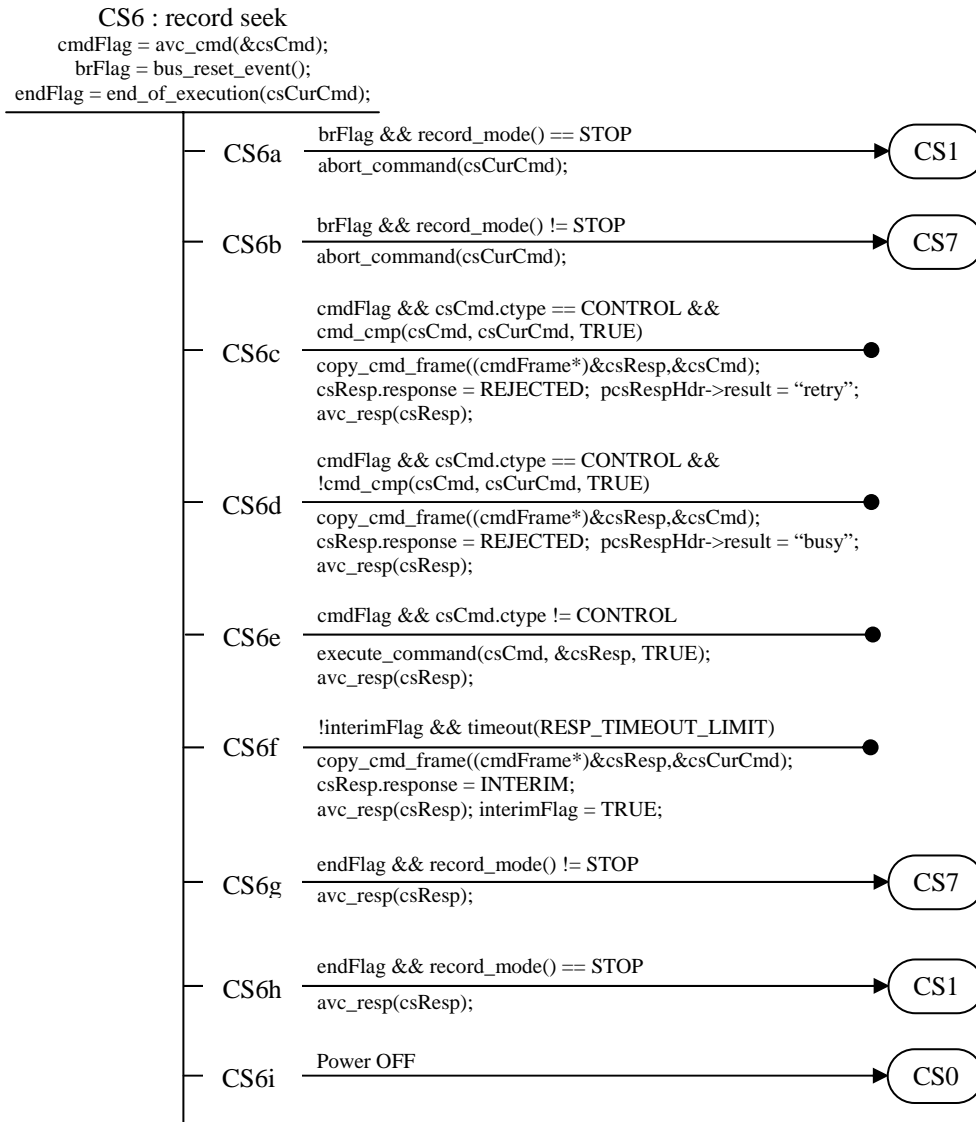 CS6 : record seek
cmdFlag = avc_cmd(&csCmd);
brFlag = bus_reset_event();
endFlag = end_of_execution(csCurCmd);
CS6a
brFlag && record_mode() == STOP
abort_command(csCurCmd);
CS1
CS6b
brFlag && record_mode() != STOP
abort_command(csCurCmd);
CS7
cmdFlag && csCmd.ctype == CONTROL &&
cmd_cmp(csCmd, csCurCmd, TRUE)
CS6c
copy_cmd_frame((cmdFrame*)&csResp,&csCmd);
csResp.response = REJECTED;  pcsRespHdr->result = “retry”;
avc_resp(csResp);
cmdFlag && csCmd.ctype == CONTROL &&
!cmd_cmp(csCmd, csCurCmd, TRUE)
CS6d
copy_cmd_frame((cmdFrame*)&csResp,&csCmd);
csResp.response = REJECTED;  pcsRespHdr->result = “busy”;
avc_resp(csResp);
cmdFlag && csCmd.ctype != CONTROL
CS6e
execute_command(csCmd, &csResp, TRUE);
avc_resp(csResp);
!interimFlag && timeout(RESP_TIMEOUT_LIMIT)
CS6f
copy_cmd_frame((cmdFrame*)&csResp,&csCurCmd);
csResp.response = INTERIM;
avc_resp(csResp); interimFlag = TRUE;
endFlag && record_mode() != STOP
CS6g
avc_resp(csResp);
CS7
endFlag && record_mode() == STOP
CS6h
avc_resp(csResp);
CS1
Power OFF
CS6i
CS0